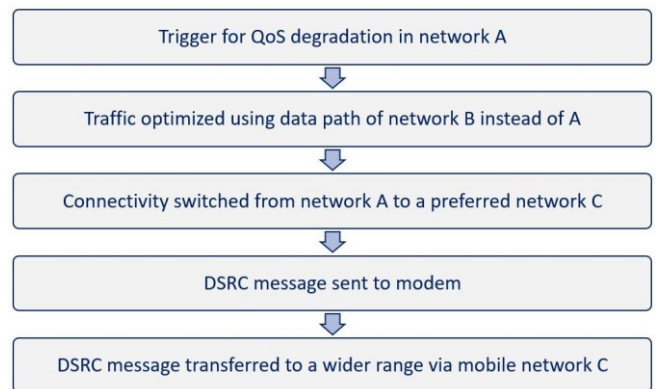 Trigger for QoS degradation in network A
Traffic optimized using data path of network B instead of A
Connectivity switched from network A to a preferred network C
DSRC message sent to modem
DSRC message transferred to a wider range via mobile network C